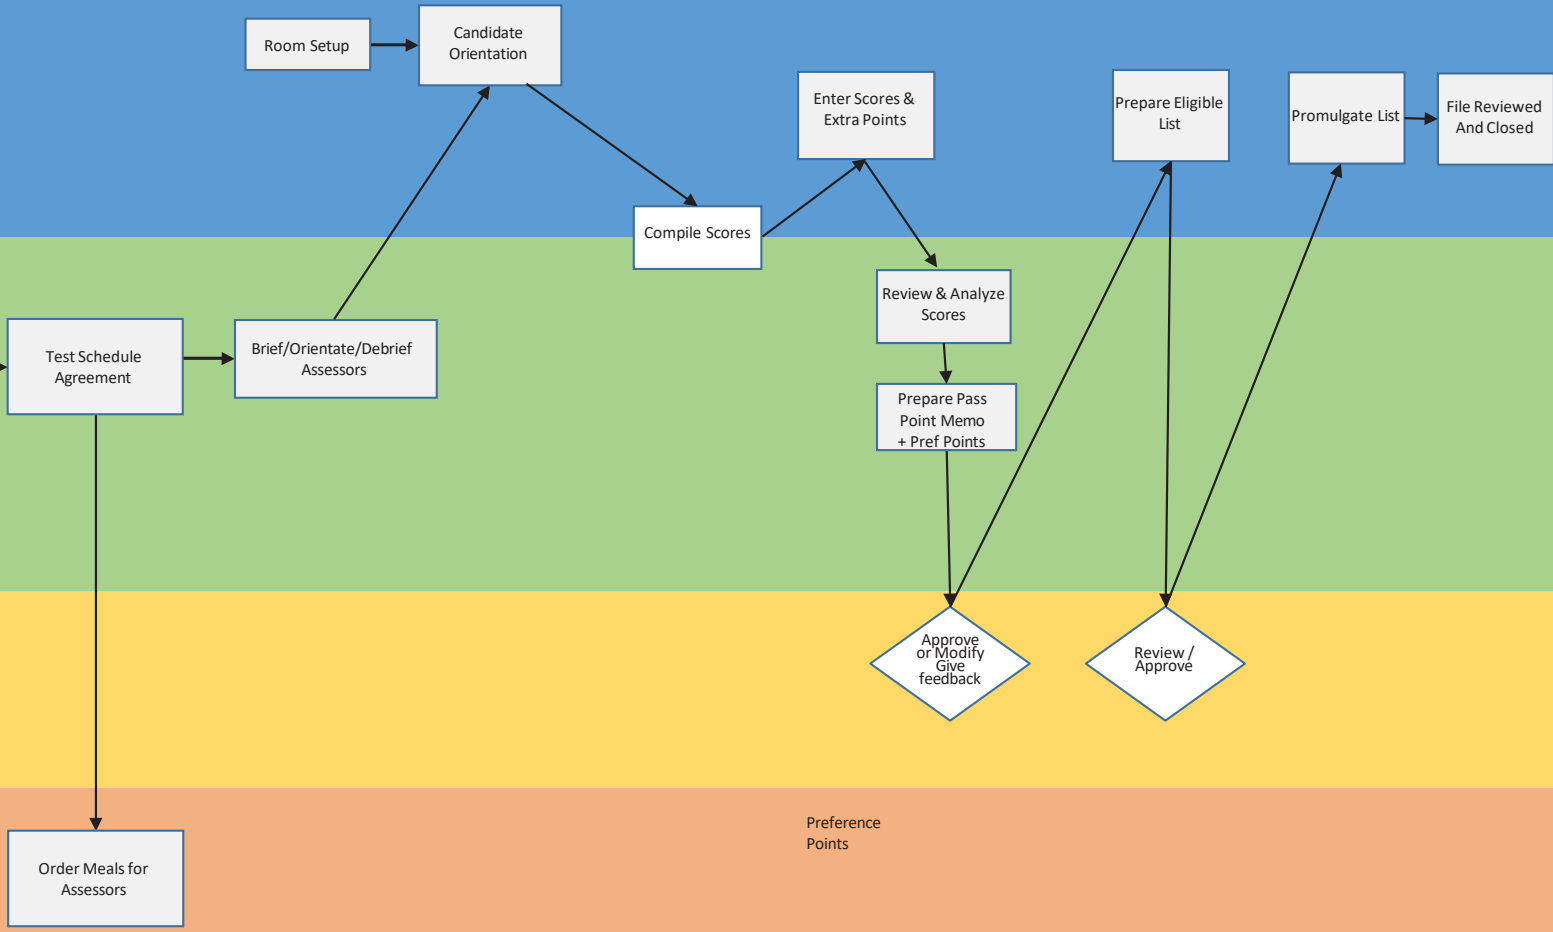 Room Setup
Candidate
Orientation
Enter Scores &
Extra Points
Prepare Eligible
List
Promulgate List
File Reviewed
And Closed
Compile Scores
Review & Analyze
Scores
Test Schedule
Agreement
Brief/Orientate/Debrief
Assessors
Prepare Pass
Point Memo
+ Pref Points
Approve
or Modify
Give
feedback
Review /
Approve
Preference
Points
Order Meals for
Assessors